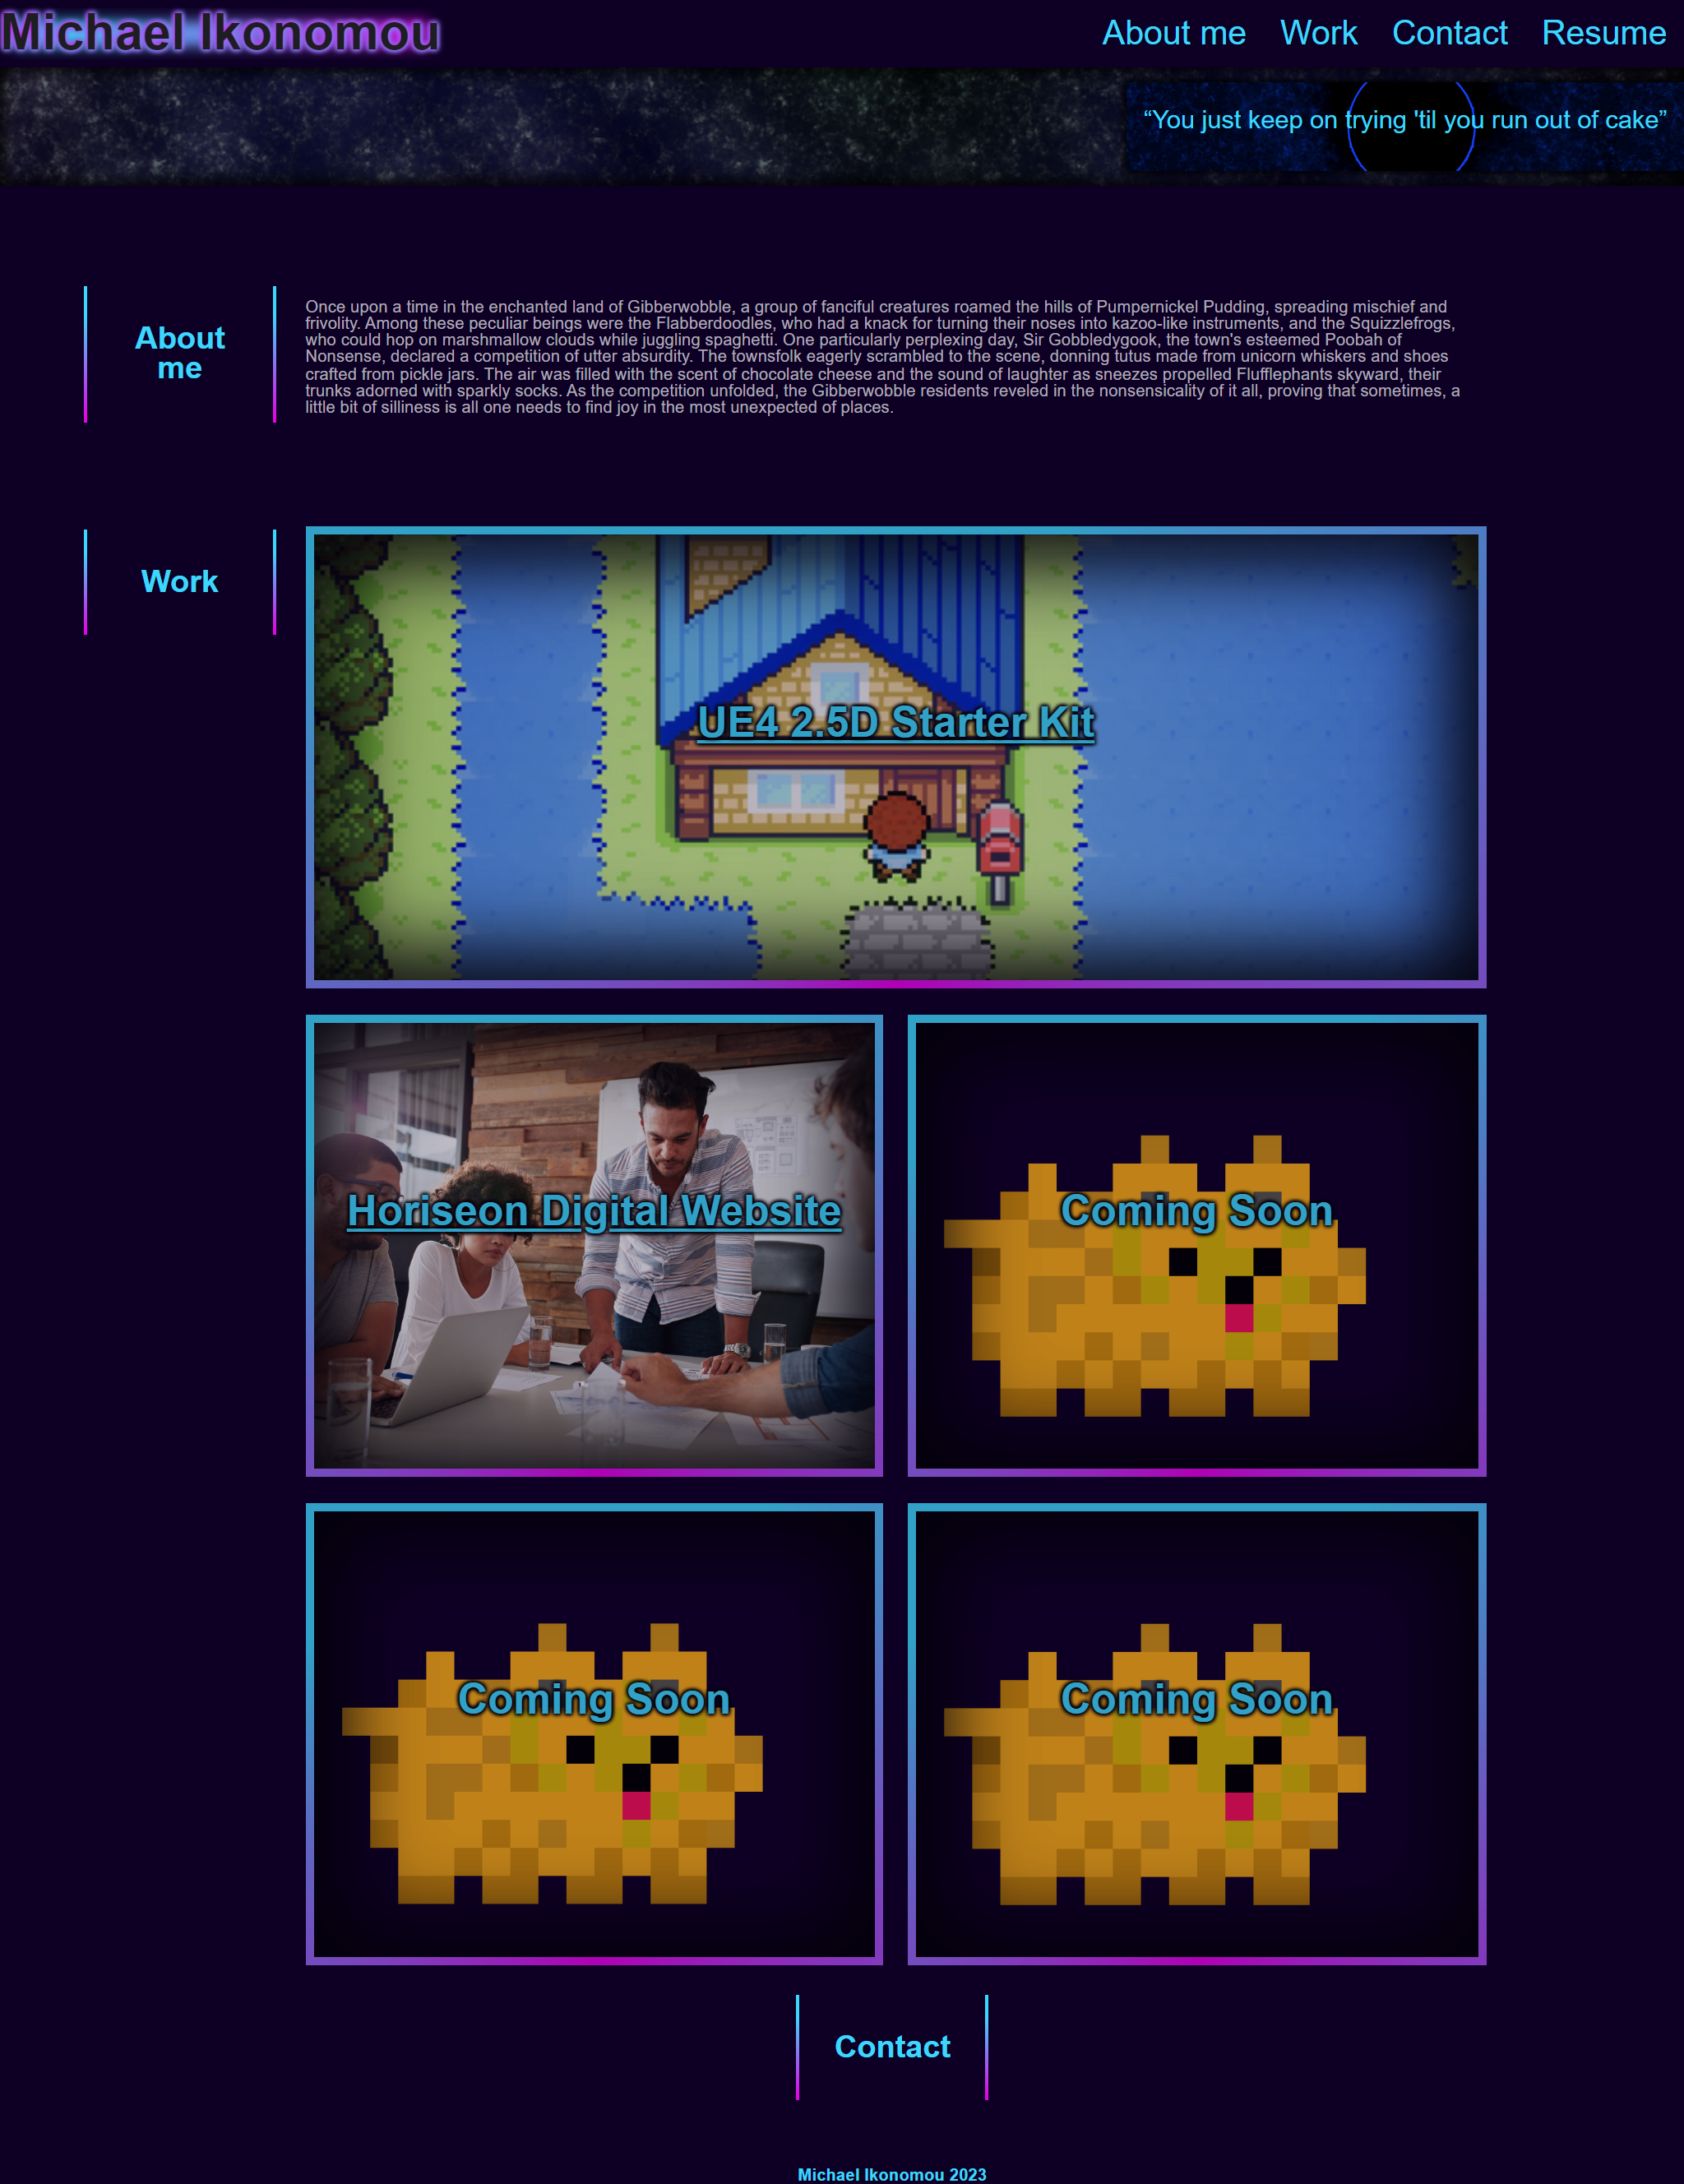 Michael Ikonomou
About me Work Contact Resume
“You just keep on trying 'til you run out of cake”
About
me
Once upon a time in the enchanted land of Gibberwobble, a group of fanciful creatures roamed the hills of Pumpernickel Pudding, spreading mischief and
frivolity. Among these peculiar beings were the Flabberdoodles, who had a knack for turning their noses into kazoo-like instruments, and the Squizzlefrogs,
who could hop on marshmallow clouds while juggling spaghetti. One particularly perplexing day, Sir Gobbledygook, the town's esteemed Poobah of
Nonsense, declared a competition of utter absurdity. The townsfolk eagerly scrambled to the scene, donning tutus made from unicorn whiskers and shoes
crafted from pickle jars. The air was filled with the scent of chocolate cheese and the sound of laughter as sneezes propelled Flufflephants skyward, their
trunks adorned with sparkly socks. As the competition unfolded, the Gibberwobble residents reveled in the nonsensicality of it all, proving that sometimes, a
little bit of silliness is all one needs to find joy in the most unexpected of places.
Work
UE4 2.5D Starter Kit
Horiseon Digital Website
Coming Soon
Coming Soon
Coming Soon
Contact
Michael Ikonomou 2023